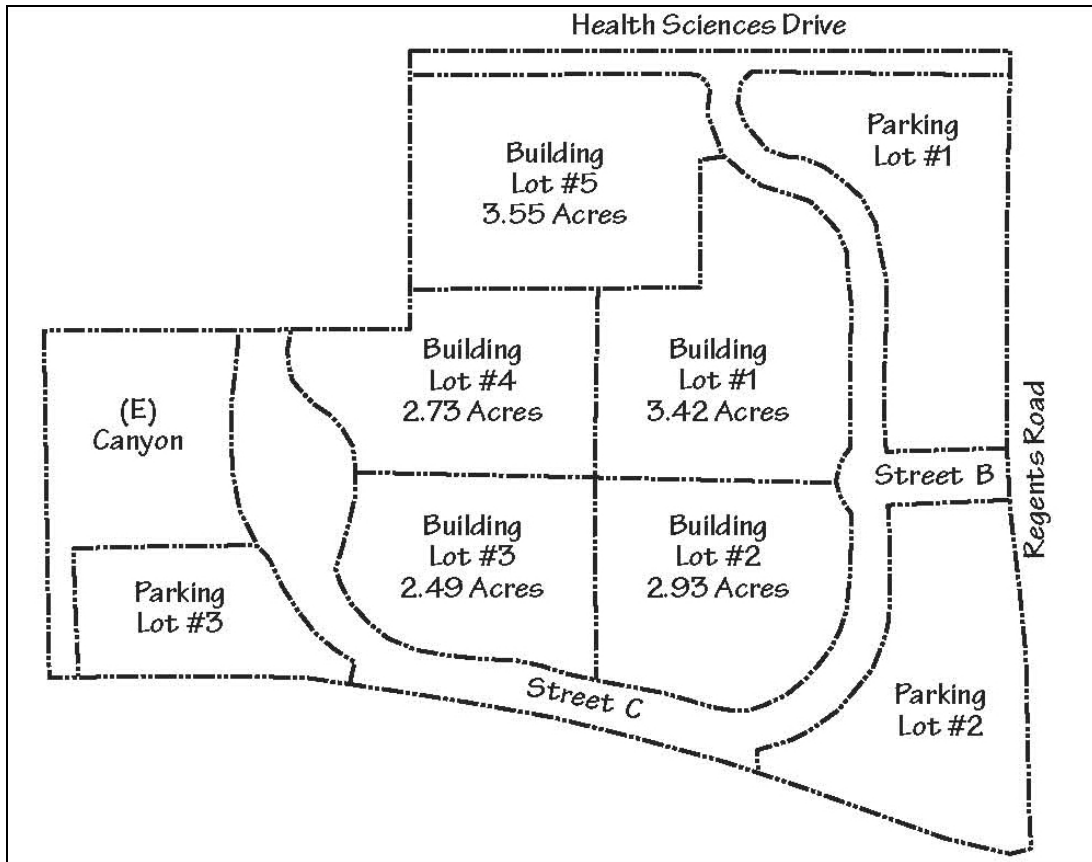 Health Sciences Drive
Parking
Lot #1
Building
Lot #5
3.55 Acres
Building
Lot #4
2.73 Acres
Building
Lot #1
3.42 Acres
(E)
Canyon
Regents Road
Street B
Building
Lot #3
2.49 Acres
Building
Lot #2
2.93 Acres
Parking
Lot #3
Street C
Parking
Lot #2